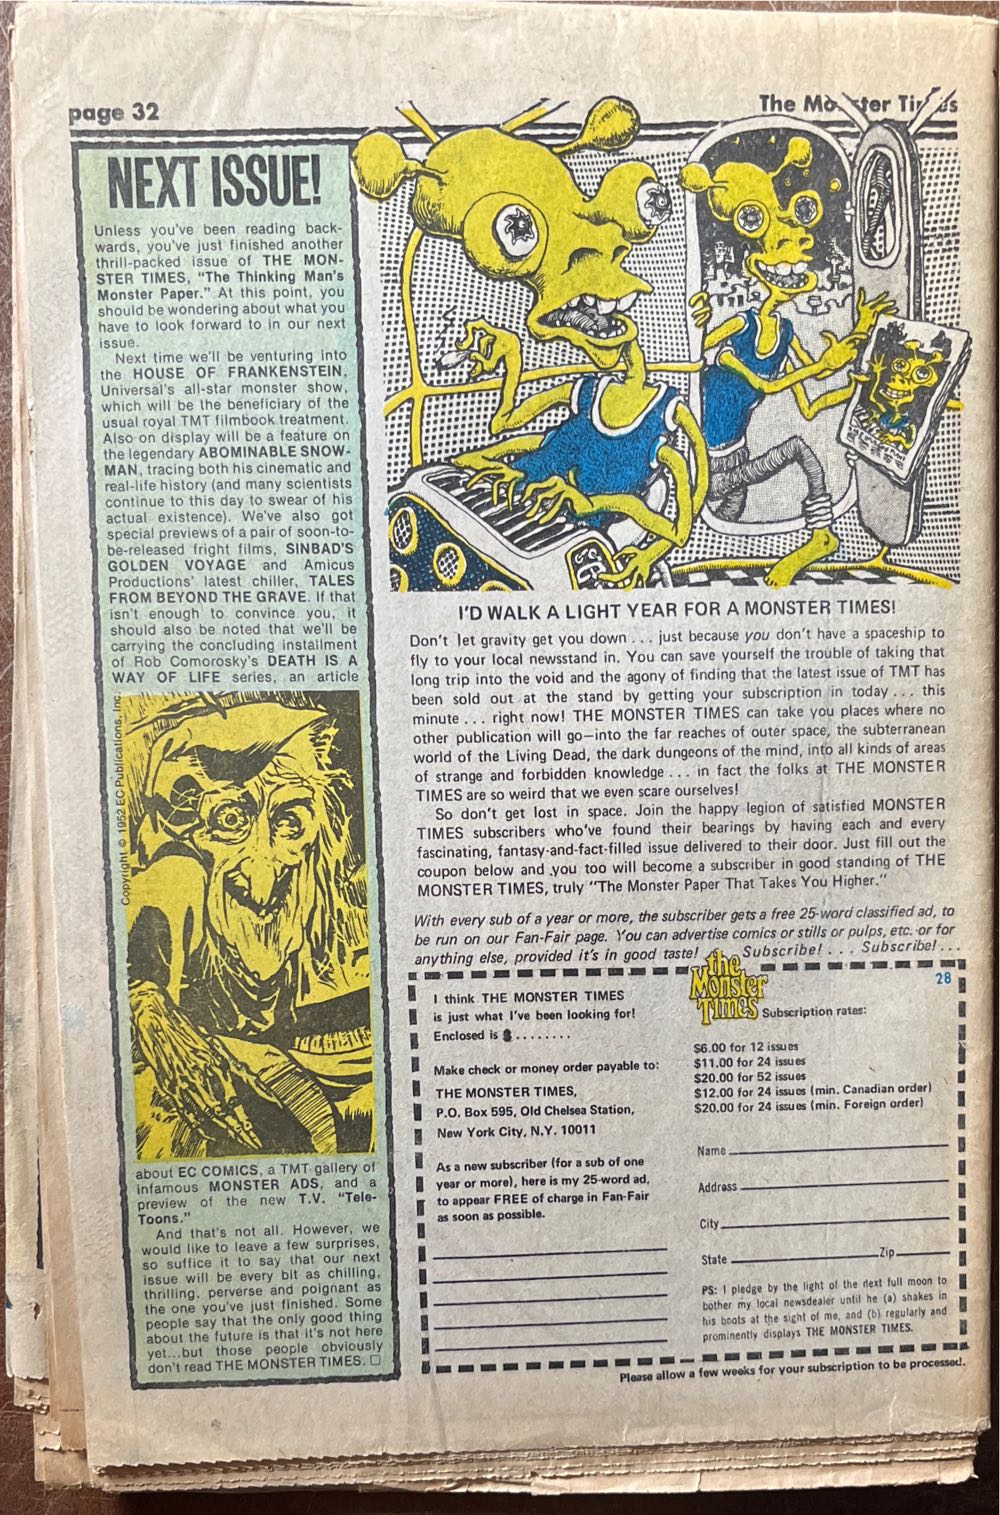 page 32
The Monster Times
NEXT ISSUE!
Unless you've been reading back-
wards, you've just finished another
thrill-packed issue of THE MON-
STER TIMES, "The Thinking Man's
Monster Paper." At this point, you
should be wondering about what you
have to look forward to in our next
issue.
Next time we'll be venturing into
the HOUSE OF FRANKENSTEIN,
Universal's all-star monster show,
which will be the beneficiary of the
usual royal TMT filmbook treatment.
Also on display will be a feature on
the legendary ABOMINABLE SNOW-
MAN, tracing both his cinematic and
real-life history (and many scientists
continue to this day to swear of his
actual existence). We've also got
special previews of a pair of soon-to-
be-released fright films, SINBAD'S
GOLDEN VOYAGE and Amicus
Productions' latest chiller, TALES
FROM BEYOND THE GRAVE. If that
isn't enough to convince you, it
should also be noted that we'll be
carrying the concluding installment
of Rob Comorosky's DEATH IS A
WAY OF LIFE series, an article
Copyright © 1952 EC Publications, Inc.
about EC COMICS, a TMT gallery of
infamous MONSTER ADS, and a
preview of the new T.V. "Tele-
Toons."
And that's not all. However, we
would like to leave a few surprises,
so suffice it to say that our next
issue will be every bit as chilling,
thrilling, perverse and poignant as
the one you've just finished. Some
people say that the only good thing
about the future is that it's not here
yet...but those people obviously
don't read THE MONSTER TIMES. □
I'D WALK A LIGHT YEAR FOR A MONSTER TIMES!
Don't let gravity get you down . . . just because you don't have a spaceship to
fly to your local newsstand in. You can save yourself the trouble of taking that
long trip into the void and the agony of finding that the latest issue of TMT has
been sold out at the stand by getting your subscription in today . . . this
minute . . . right now! THE MONSTER TIMES can take you places where no
other publication will go—into the far reaches of outer space, the subterranean
world of the Living Dead, the dark dungeons of the mind, into all kinds of areas
of strange and forbidden knowledge . . . in fact the folks at THE MONSTER
TIMES are so weird that we even scare ourselves!
So don't get lost in space. Join the happy legion of satisfied MONSTER
TIMES subscribers who've found their bearings by having each and every
fascinating, fantasy-and-fact-filled issue delivered to their door. Just fill out the
coupon below and you too will become a subscriber in good standing of THE
MONSTER TIMES, truly "The Monster Paper That Takes You Higher."
With every sub of a year or more, the subscriber gets a free 25-word classified ad, to
be run on our Fan-Fair page. You can advertise comics or stills or pulps, etc. or for
anything else, provided it's in good taste! Subscribe! . . . Subscribe! . . .
28
I think THE MONSTER TIMES
is just what I've been looking for!
Enclosed is $ . . . . . . . .
Make check or money order payable to:
THE MONSTER TIMES,
P.O. Box 595, Old Chelsea Station,
New York City, N.Y. 10011
As a new subscriber (for a sub of one
year or more), here is my 25-word ad,
to appear FREE of charge in Fan-Fair
as soon as possible.
the
Monster
Times
Subscription rates:
$6.00 for 12 issues
$11.00 for 24 issues
$20.00 for 52 issues
$12.00 for 24 issues (min. Canadian order)
$20.00 for 24 issues (min. Foreign order)
Name
Address
City
State Zip
PS: I pledge by the light of the next full moon to
bother my local newsdealer until he (a) shakes in
his boots at the sight of me, and (b) regularly and
prominently displays THE MONSTER TIMES.
Please allow a few weeks for your subscription to be processed.